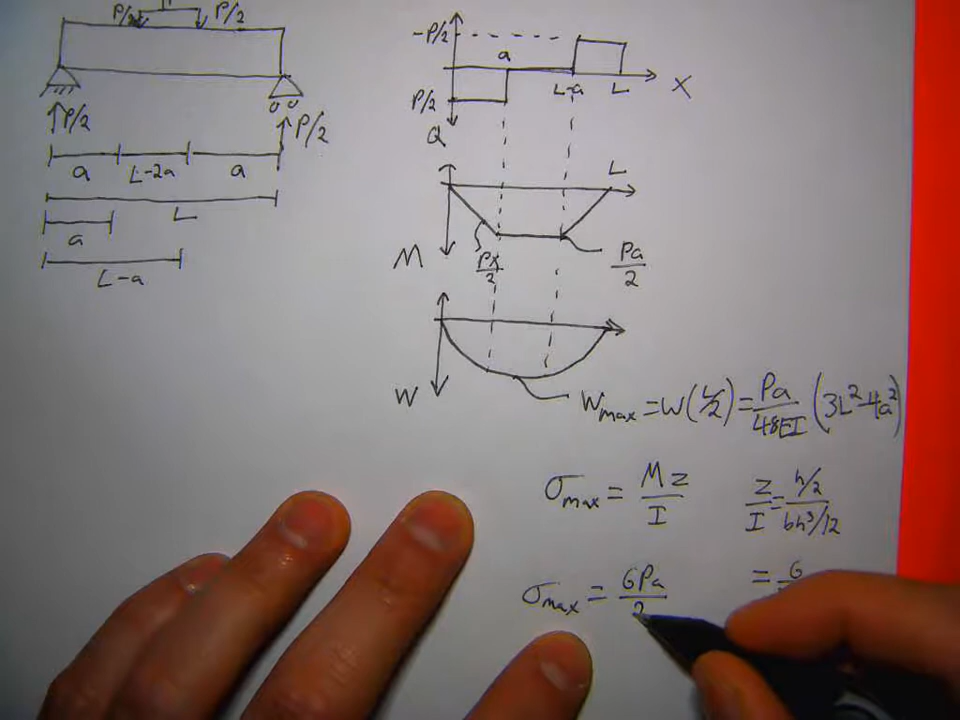 P/2 P/2
P/2
P/2
a L-2a a
L
a
L-a
-P/2
a
L-a L X
P/2
Q
L
M Px/2 Pa/2
W
Wmax = W(L/2) = Pa/48EI (3L²-4a²)
σmax = Mz/I z/I = h/2 / bh³/12
σmax = 6Pa/2 = 6